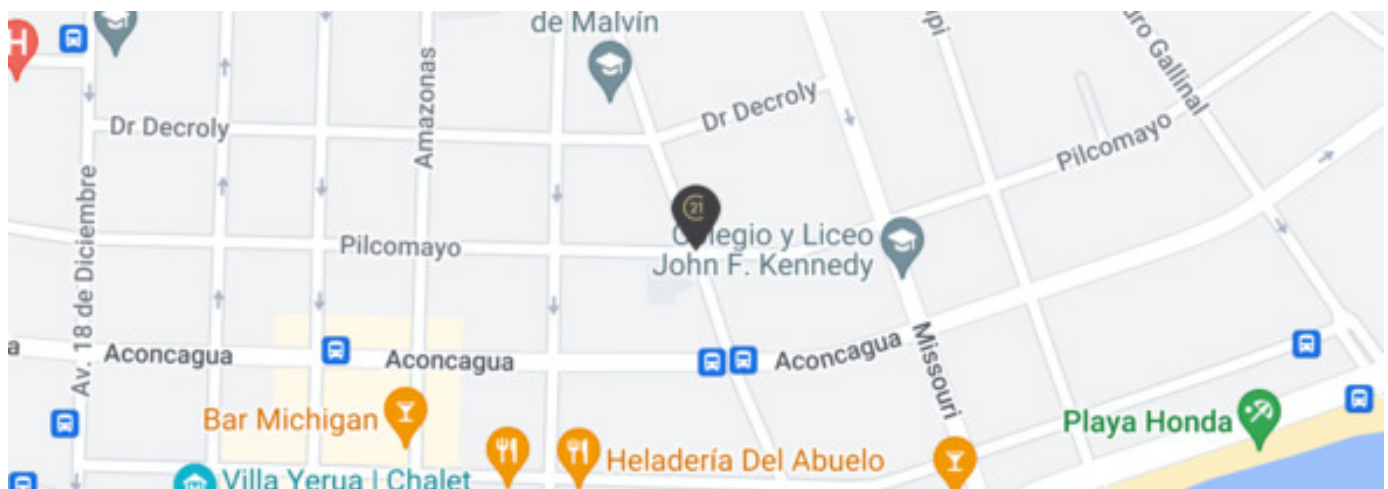 de Malvín
H
Dr Decroly
Dr Decroly
Amazonas
Pilcomayo
Av. 18 de Diciembre
21
Pilcomayo
Colegio y Liceo
John F. Kennedy
Aconcagua
Aconcagua
Aconcagua
Missouri
Bar Michigan
Playa Honda
Heladería Del Abuelo
Villa Yerua | Chalet